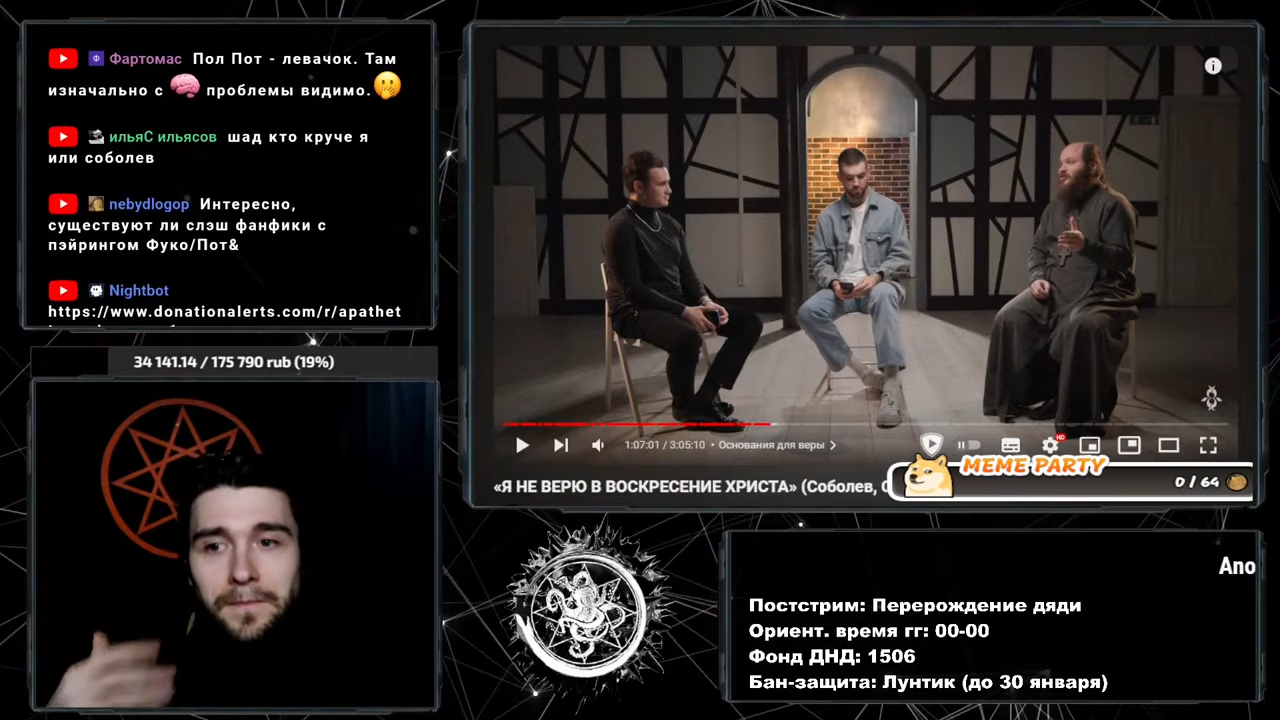 Фартомас Пол Пот - левачок. Там
изначально с проблемы видимо.
ильяС ильясов шад кто круче я
или соболев
nebydlogop Интересно,
существуют ли слэш фанфики с
пэйрингом Фуко/Пот&
Nightbot
https://www.donationalerts.com/r/apathet
34 141.14 / 175 790 rub (19%)
1:07:01 / 3:05:10 • Основания для веры
HD
MEME PARTY
0 / 64
«Я НЕ ВЕРЮ В ВОСКРЕСЕНИЕ ХРИСТА» (Соболев,
Ano
Постстрим: Перерождение дяди
Ориент. время гг: 00-00
Фонд ДНД: 1506
Бан-защита: Лунтик (до 30 января)